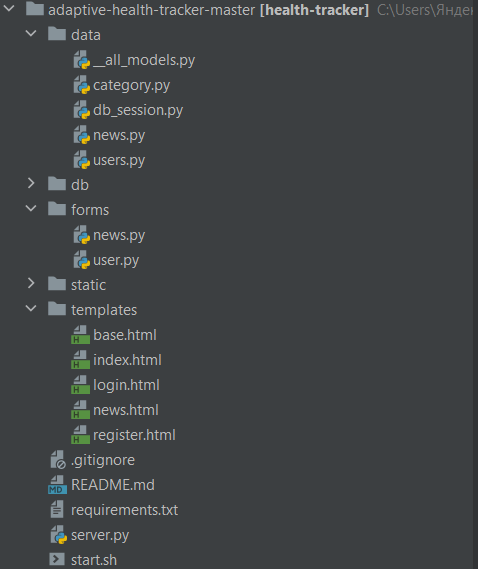 adaptive-health-tracker-master [health-tracker] C:\Users\Яндек
data
__all_models.py
category.py
db_session.py
news.py
users.py
db
forms
news.py
user.py
static
templates
base.html
index.html
login.html
news.html
register.html
.gitignore
README.md
requirements.txt
server.py
start.sh